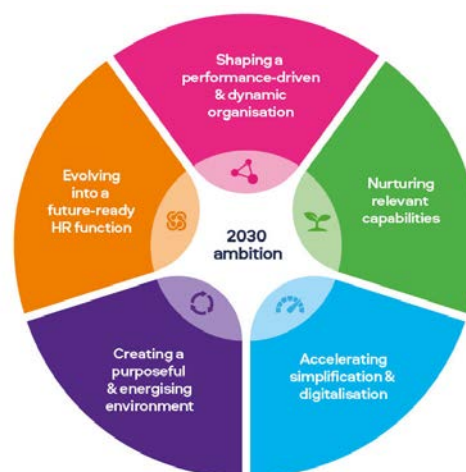 Shaping a
performance-driven
& dynamic
organisation
Nurturing
relevant
capabilities
Accelerating
simplification &
digitalisation
Creating a
purposeful
& energising
environment
Evolving
into a
future-ready
HR function
2030
ambition